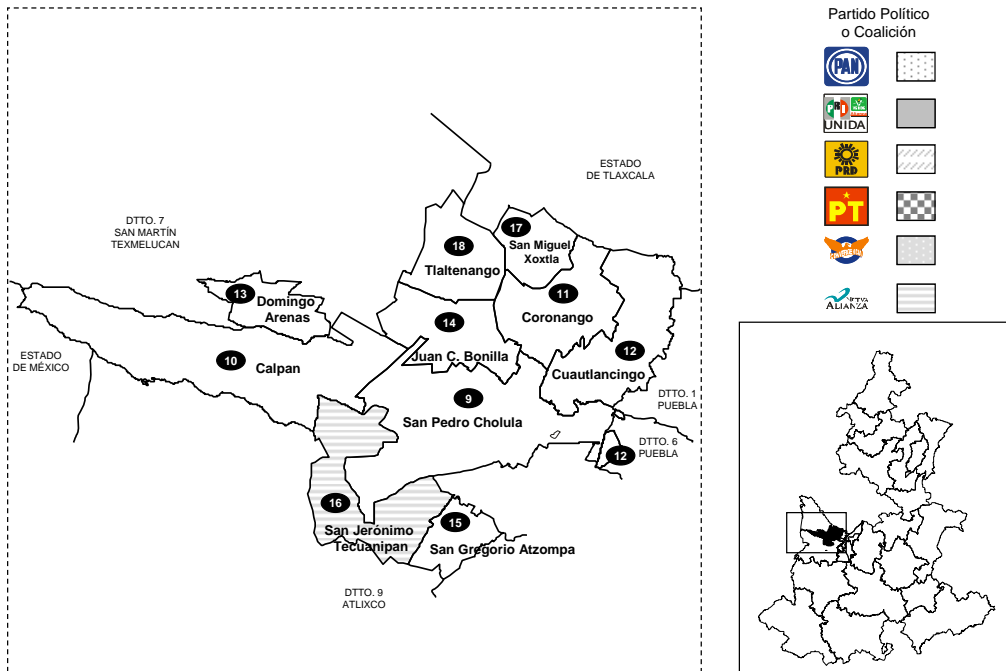 Partido Político
o Coalición
PAN
PRI
UNIDA
PRD
PT
NUEVA
ALIANZA
ESTADO
DE TLAXCALA
DTTO. 7
SAN MARTÍN
TEXMELUCAN
17
San Miguel
Xoxtla
18
Tlaltenango
13
Domingo
Arenas
11
Coronango
14
Juan C. Bonilla
12
Cuautlancingo
ESTADO
DE MÉXICO
10
Calpan
9
San Pedro Cholula
DTTO. 1
PUEBLA
DTTO. 6
PUEBLA
12
16
San Jerónimo
Tecuanipan
15
San Gregorio Atzompa
DTTO. 9
ATLIXCO